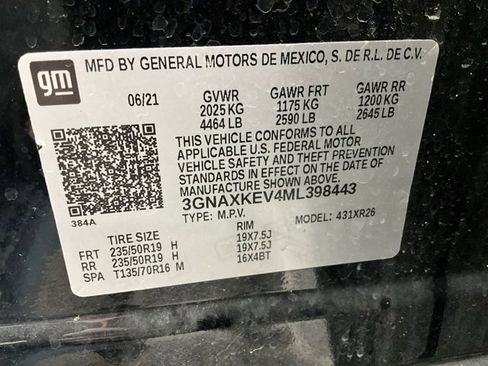 gm
MFD BY GENERAL MOTORS DE MEXICO, S. DE R.L. DE C.V.
06/21 GVWR GAWR FRT GAWR RR
2025 KG 1175 KG 1200 KG
4464 LB 2590 LB 2645 LB
THIS VEHICLE CONFORMS TO ALL
APPLICABLE U.S. FEDERAL MOTOR
VEHICLE SAFETY AND THEFT PREVENTION
STANDARDS IN EFFECT ON THE DATE OF
MANUFACTURE SHOWN ABOVE.
3GNAXKEV4ML398443
384A TYPE: M.P.V. MODEL: 431XR26
TIRE SIZE RIM
FRT 235/50R19 H 19X7.5J
RR 235/50R19 H 19X7.5J
SPA T135/70R16 M 16X4BT